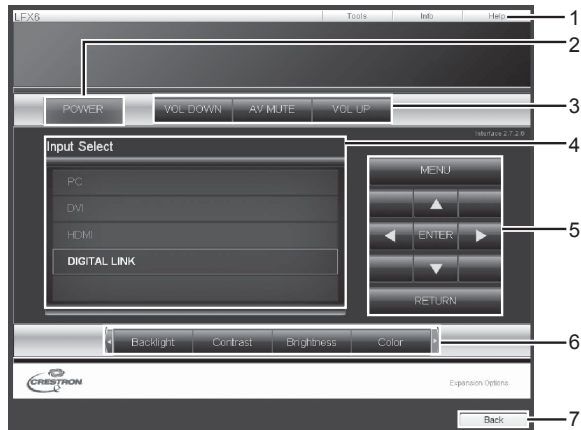 LFX6 Tools Info Help 1
2
POWER VOL DOWN AV MUTE VOL UP 3
Interface 2.7.2.0
Input Select 4
PC
DVI
HDMI
DIGITAL LINK
MENU
ENTER 5
RETURN
Backlight Contrast Brightness Color 6
CRESTRON Expansion Options
Back 7